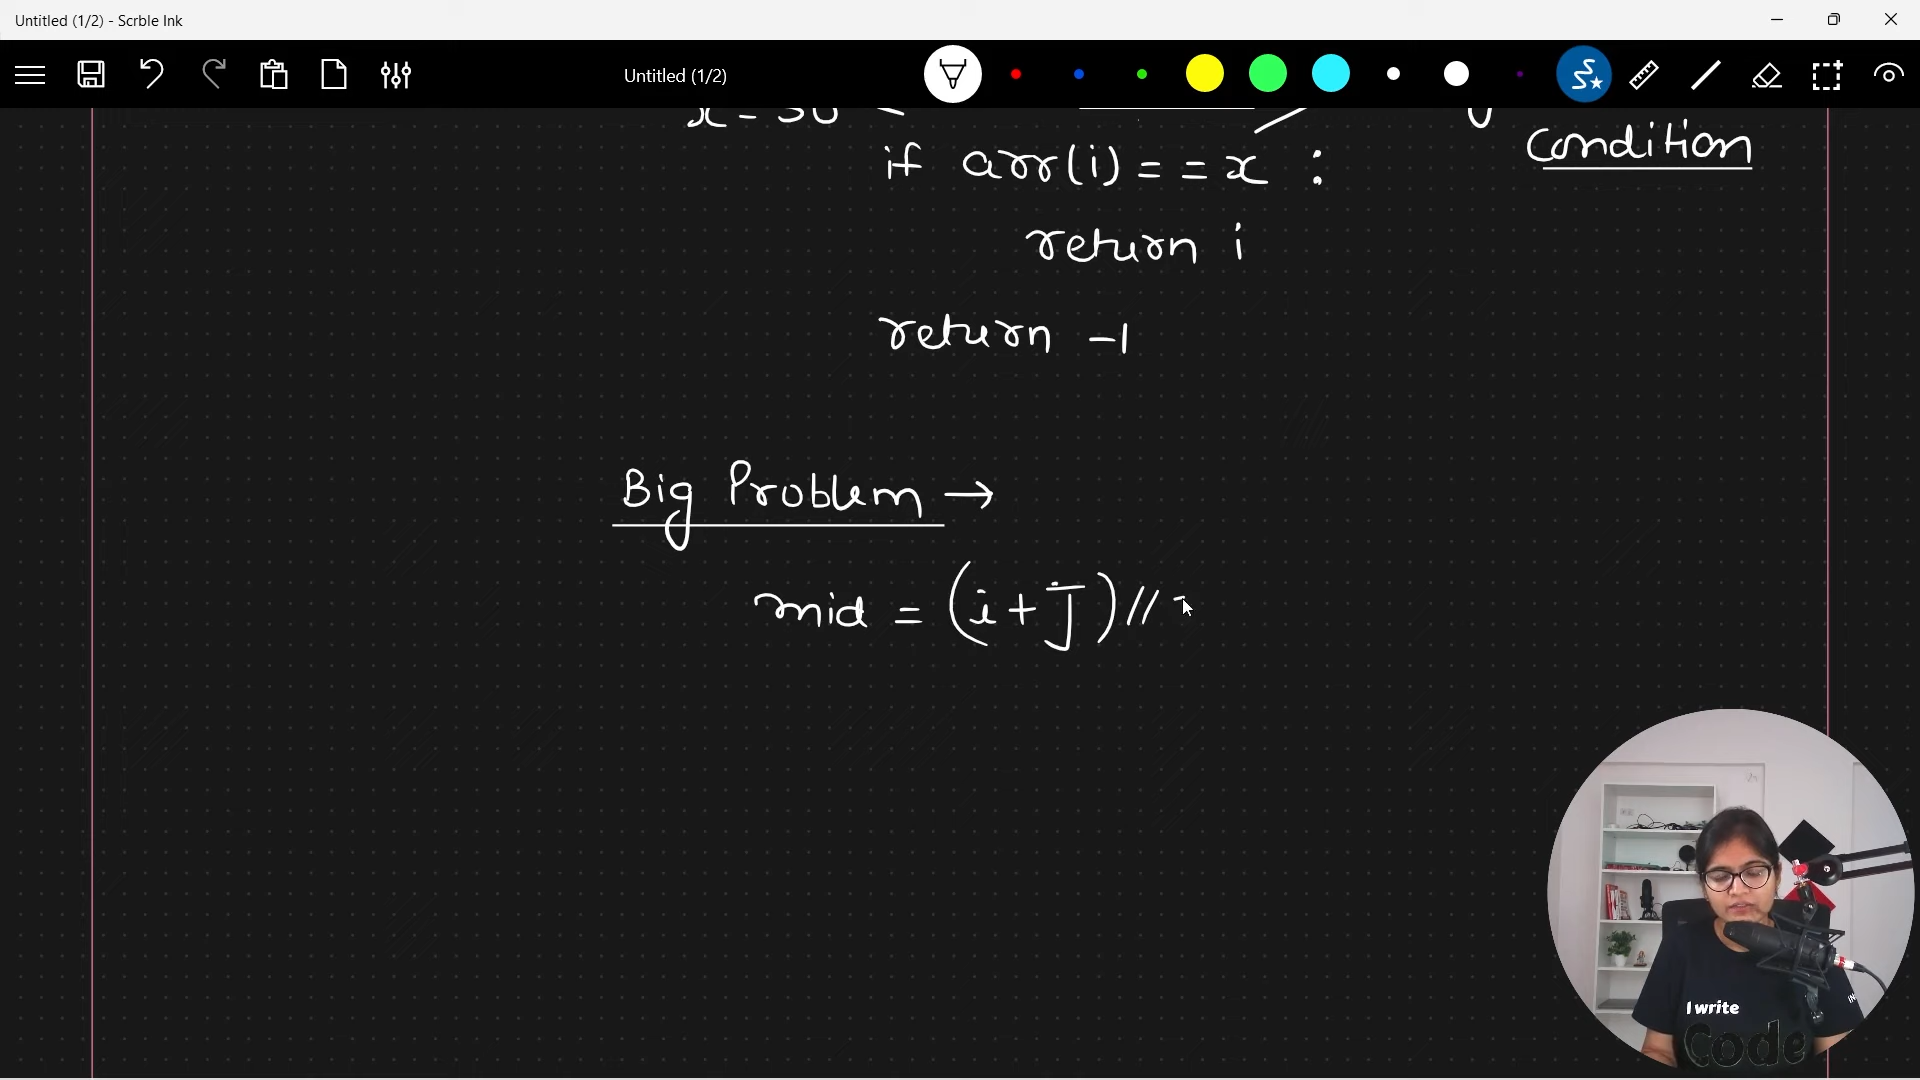 Untitled (1/2) - Scrble Ink
Untitled (1/2)
x = 30
condition
if arr(i) = = x :
return i
return -1
Big Problem →
mid = (i + J) //
I write
Code